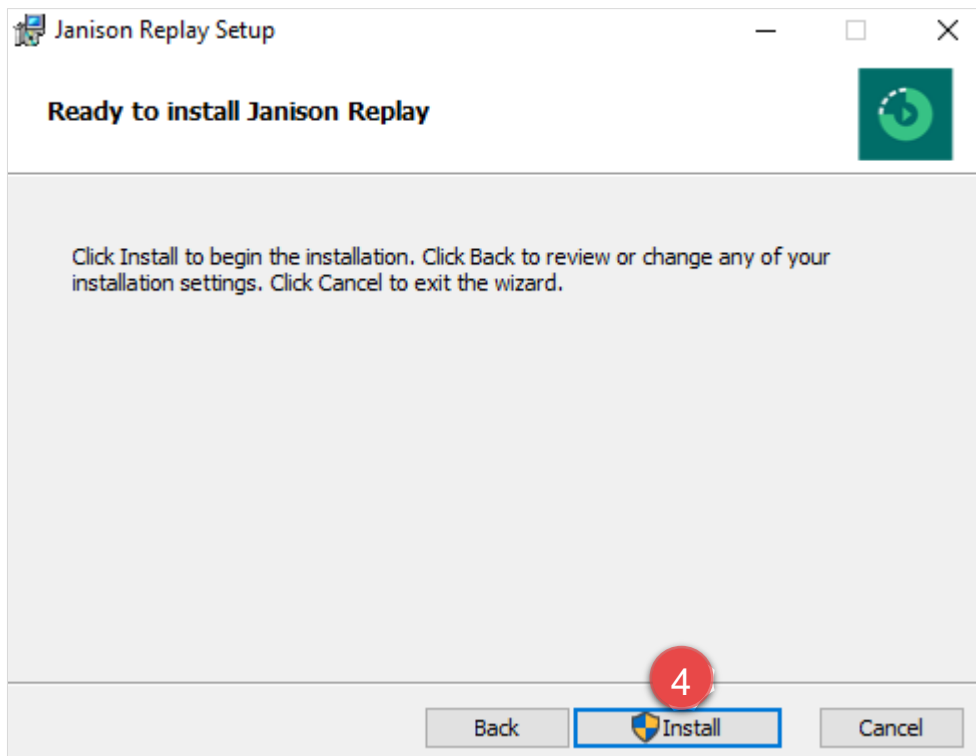 Janison Replay Setup
Ready to install Janison Replay
Click Install to begin the installation. Click Back to review or change any of your
installation settings. Click Cancel to exit the wizard.
4
Back
Install
Cancel